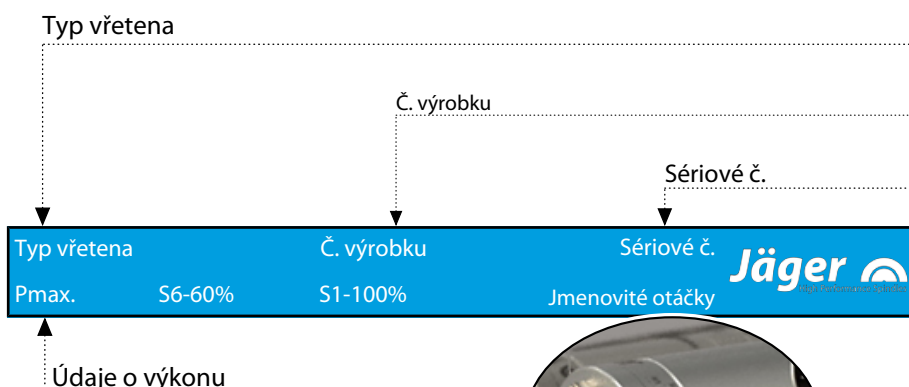 Typ vřetena
Č. výrobku
Sériové č.
Typ vřetena Č. výrobku Sériové č.
Jäger
Pmax. S6-60% S1-100% Jmenovité otáčky
Údaje o výkonu